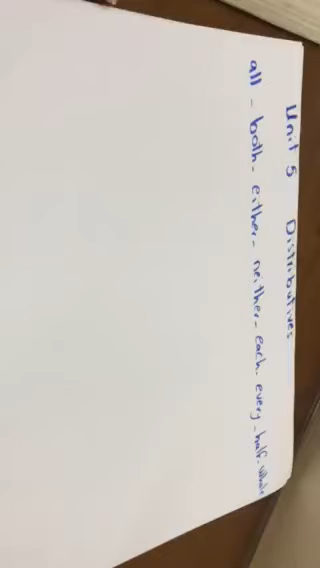 Unit 5 Distributives
all - both - either - neither - each - every - half - whole